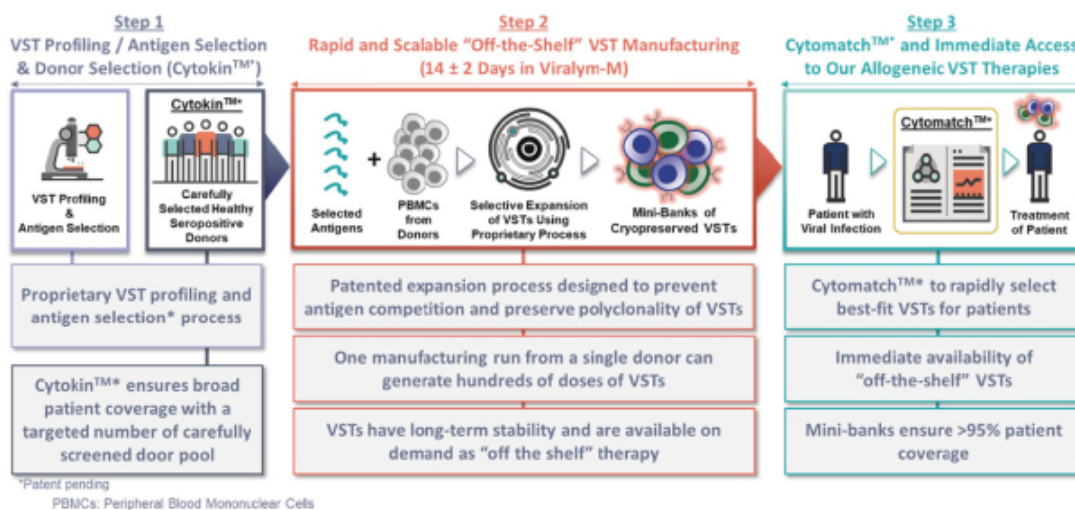 Step 1
VST Profiling / Antigen Selection
& Donor Selection (Cytokin™*)
VST Profiling
&
Antigen Selection
Cytokin™*
Carefully
Selected Healthy
Seropositive
Donors
Proprietary VST profiling and
antigen selection* process
Cytokin™* ensures broad
patient coverage with a
targeted number of carefully
screened door pool
Step 2
Rapid and Scalable “Off-the-Shelf” VST Manufacturing
(14 ± 2 Days in Viralym-M)
Selected
Antigens
+
PBMCs
from
Donors
Selective Expansion
of VSTs Using
Proprietary Process
Mini-Banks of
Cryopreserved VSTs
Patented expansion process designed to prevent
antigen competition and preserve polyclonality of VSTs
One manufacturing run from a single donor can
generate hundreds of doses of VSTs
VSTs have long-term stability and are available on
demand as “off the shelf” therapy
Step 3
Cytomatch™* and Immediate Access
to Our Allogeneic VST Therapies
Patient with
Viral Infection
Cytomatch™*
Treatment
of Patient
Cytomatch™* to rapidly select
best-fit VSTs for patients
Immediate availability of
“off-the-shelf” VSTs
Mini-banks ensure >95% patient
coverage
*Patent pending
PBMCs: Peripheral Blood Mononuclear Cells